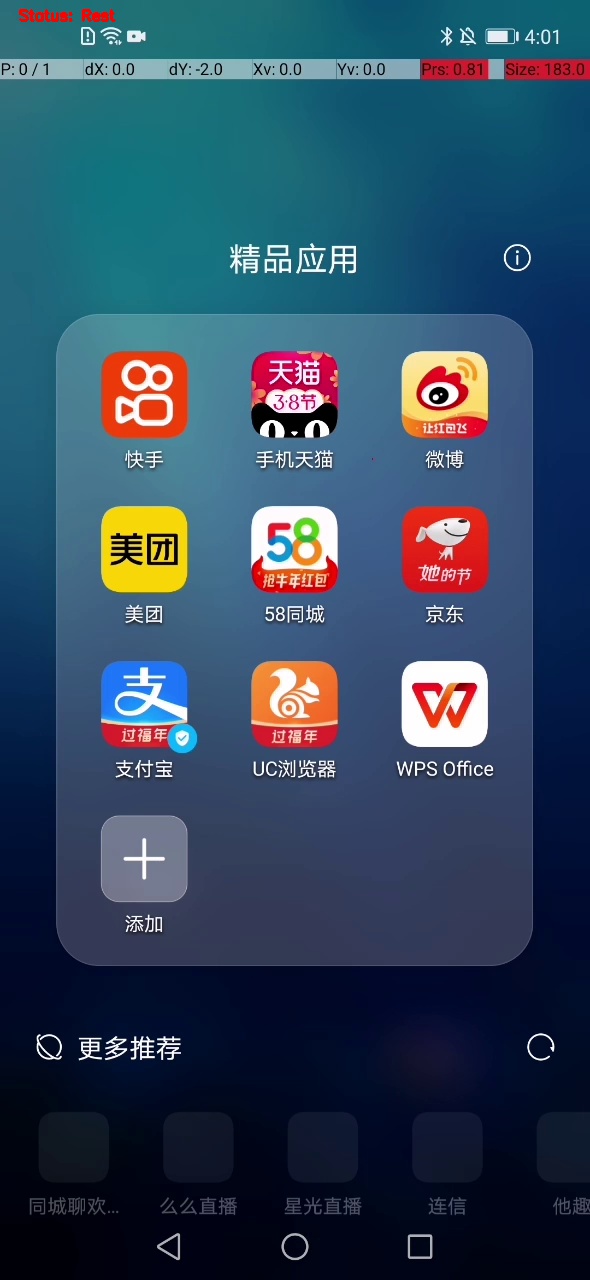 Status: Rest
4:01
P: 0 / 1 dX: 0.0 dY: -2.0 Xv: 0.0 Yv: 0.0 Prs: 0.81 Size: 183.0
精品应用
天猫
3.8节
让红包飞
快手 手机天猫 微博
美团 58
抢牛年红包
她的节
美团 58同城 京东
支
过福年
过福年
支付宝 UC浏览器 WPS Office
添加
更多推荐
同城聊欢... 么么直播 星光直播 连信 他趣